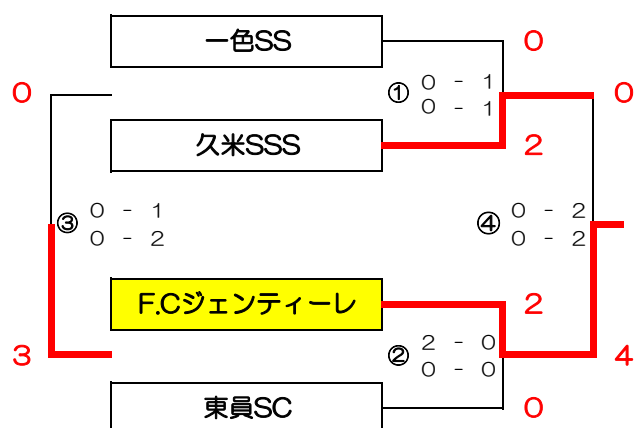 一色SS
0
0
① 0 - 1
0 - 1
0
久米SSS
2
③ 0 - 1
0 - 2
④ 0 - 2
0 - 2
F.Cジェンティーレ
2
② 2 - 0
0 - 0
3
4
東員SC
0